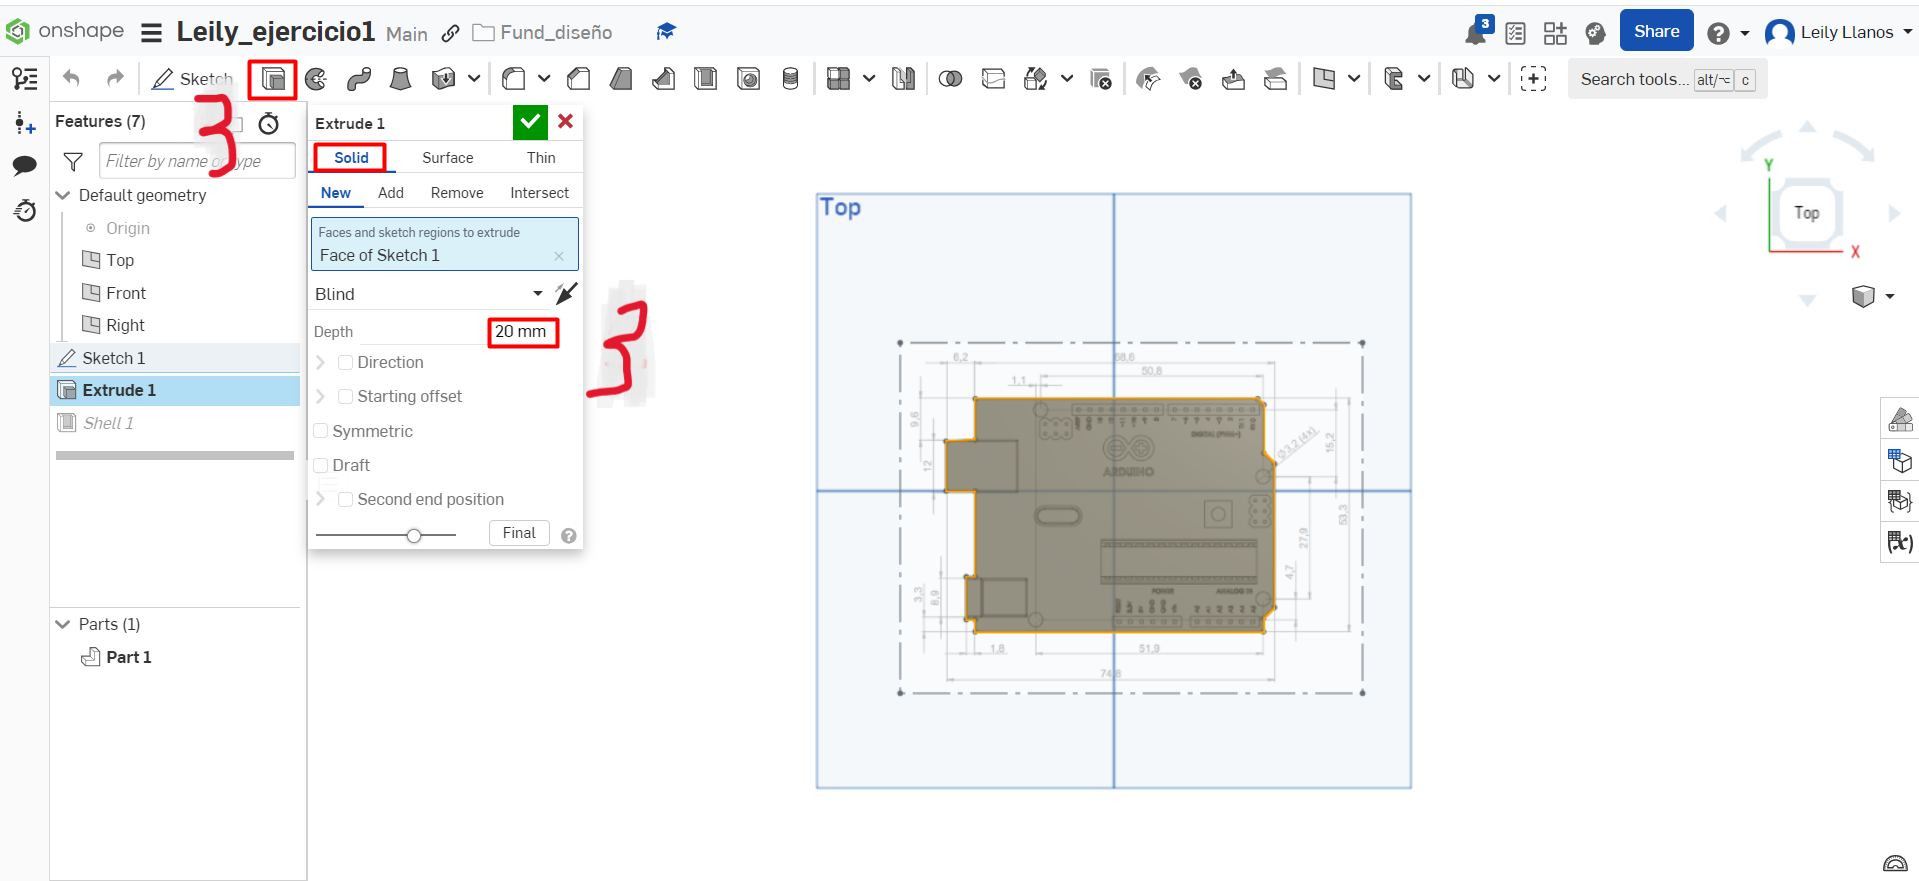 onshape Leily_ejercicio1 Main Fund_diseño 3 Share Leily Llanos
Sketch Search tools... alt/⌥ c
3
Features (7)
Filter by name or type
Default geometry
Origin
Top
Front
Right
Sketch 1
Extrude 1
Shell 1
Parts (1)
Part 1
Extrude 1
Solid Surface Thin
New Add Remove Intersect
Faces and sketch regions to extrude
Face of Sketch 1
Blind
Depth 20 mm
3
Direction
Starting offset
Symmetric
Draft
Second end position
Final
Top
6,2 68,6
50,8
1,1
9,6
12
Ø3,2 (4x)
15,2
53,3
27,9
4,7
3,3
8,9
1,8 51,9
74,8
ARDUINO
POWER ANALOG IN
Y
Top
X
(x)